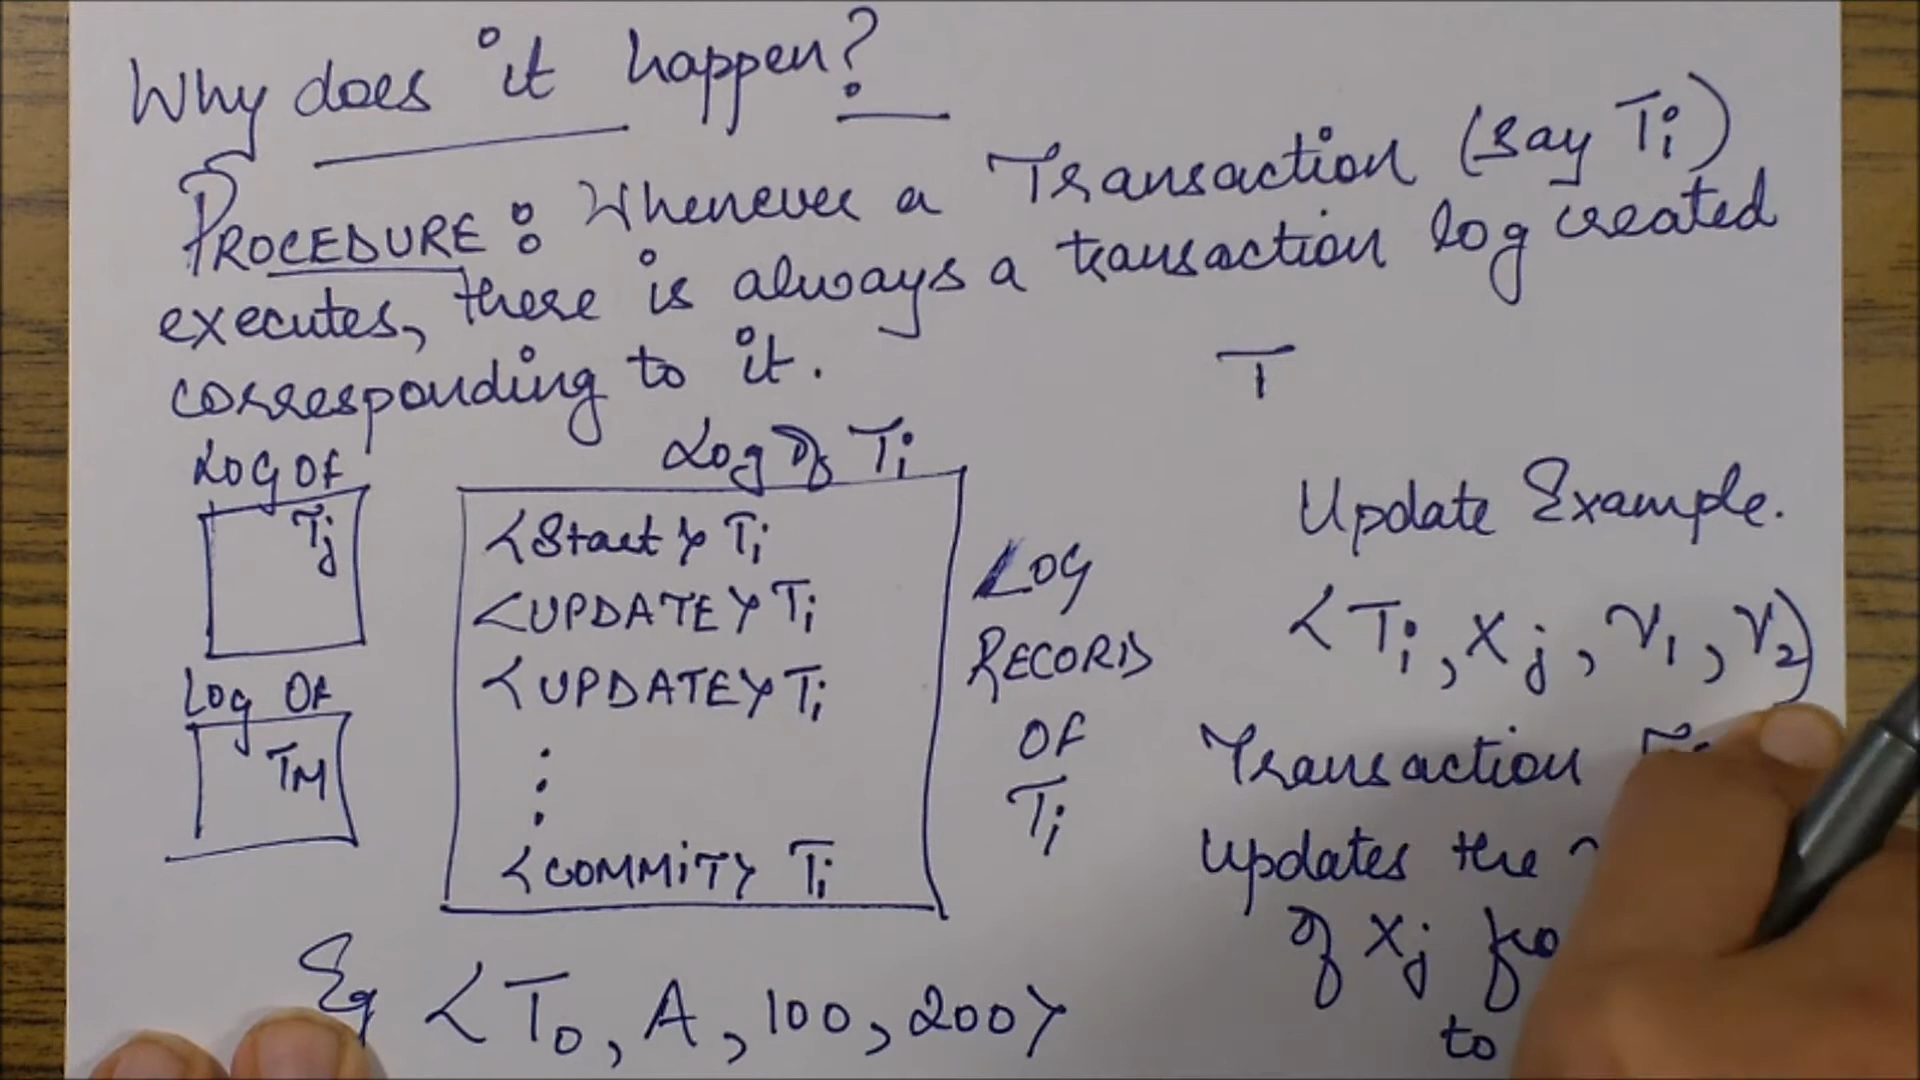 Why does it happen?
PROCEDURE : Whenever a Transaction (say Ti)
executes, there is always a transaction log created
corresponding to it.
T
LOG OF
Tj
Log OF
TM
Log Of Ti
<Start> Ti
<UPDATE> Ti
<UPDATE> Ti
:
<COMMIT> Ti
LOG
RECORDS
OF
Ti
Eg <T0, A, 100, 200>
Update Example.
<Ti, Xj, V1, V2)
Transaction
updates the
of Xj
to